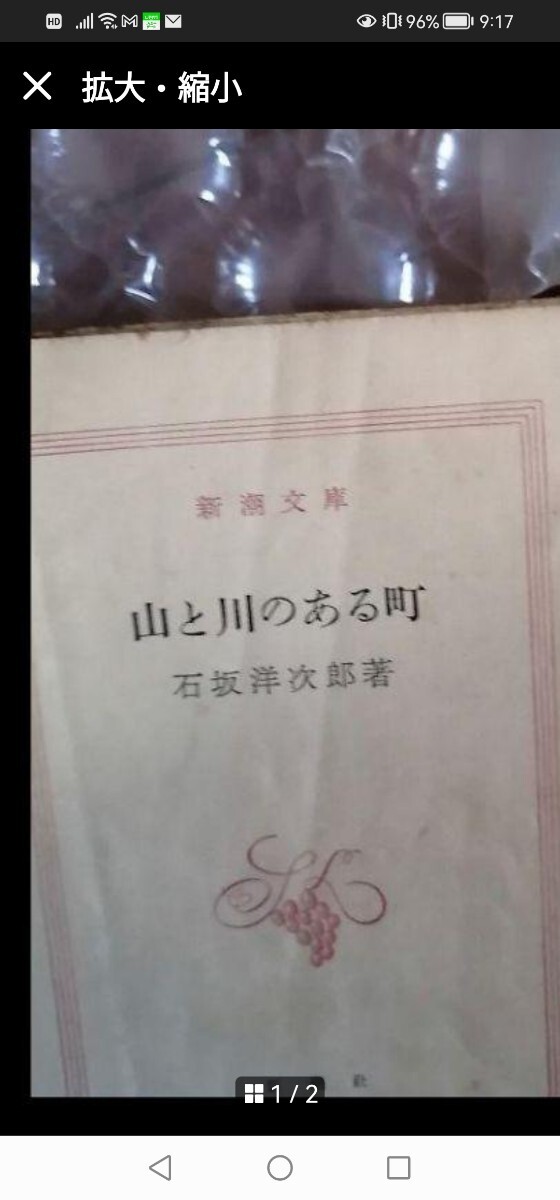 HD
96%
9:17
拡大・縮小
新潮文庫
山と川のある町
石坂洋次郎著
社
1 / 2